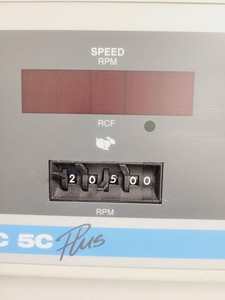 SPEED
RPM
RCF
20500
RPM
C 5C Plus